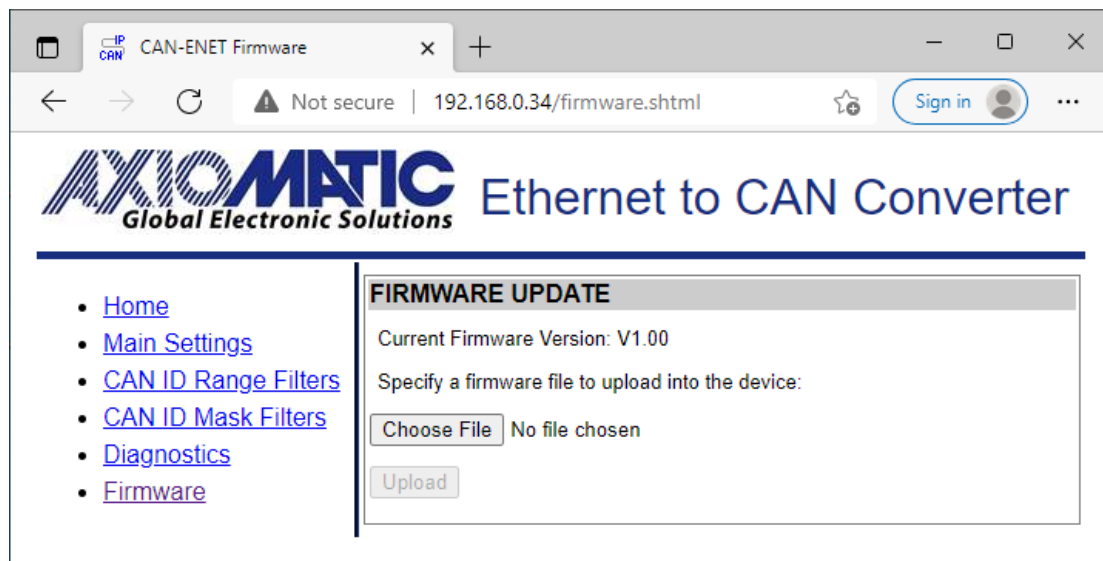 IP
CAN
CAN-ENET Firmware
Not secure
192.168.0.34/firmware.shtml
Sign in
AXIOMATIC
Global Electronic Solutions
Ethernet to CAN Converter
Home
Main Settings
CAN ID Range Filters
CAN ID Mask Filters
Diagnostics
Firmware
FIRMWARE UPDATE
Current Firmware Version: V1.00
Specify a firmware file to upload into the device:
Choose File No file chosen
Upload